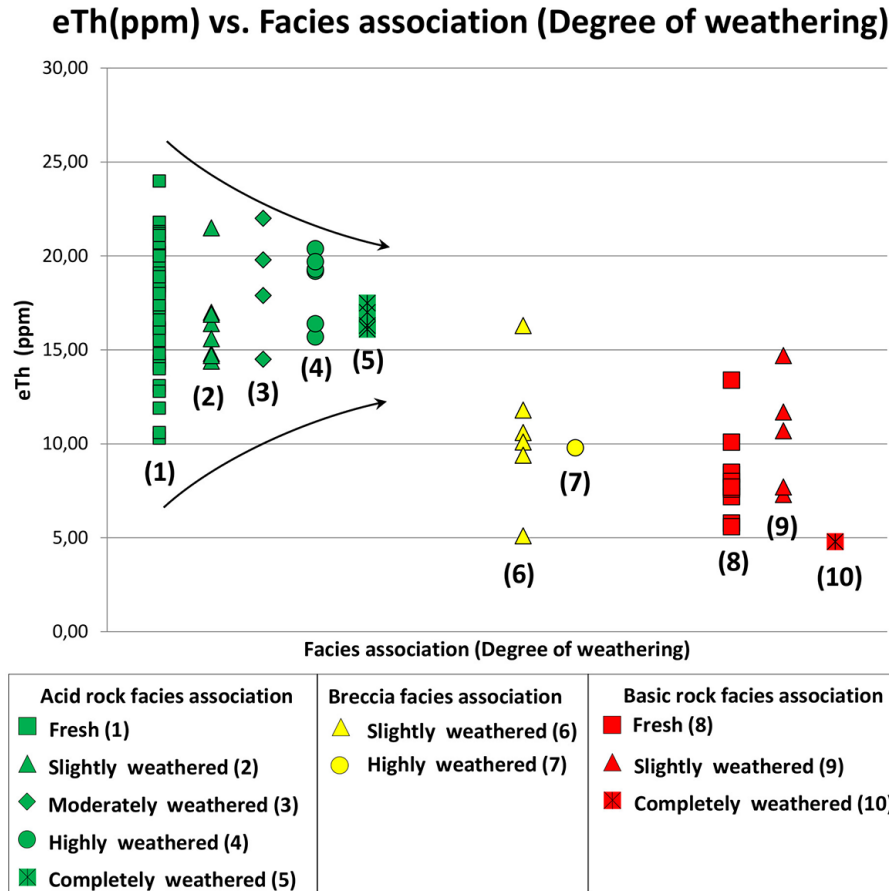 eTh(ppm) vs. Facies association (Degree of weathering)
30,00
25,00
20,00
15,00
10,00
5,00
0,00
eTh (ppm)
(1)
(2)
(3)
(4)
(5)
(6)
(7)
(8)
(9)
(10)
Facies association (Degree of weathering)
Acid rock facies association
Fresh (1)
Slightly weathered (2)
Moderately weathered (3)
Highly weathered (4)
Completely weathered (5)
Breccia facies association
Slightly weathered (6)
Highly weathered (7)
Basic rock facies association
Fresh (8)
Slightly weathered (9)
Completely weathered (10)